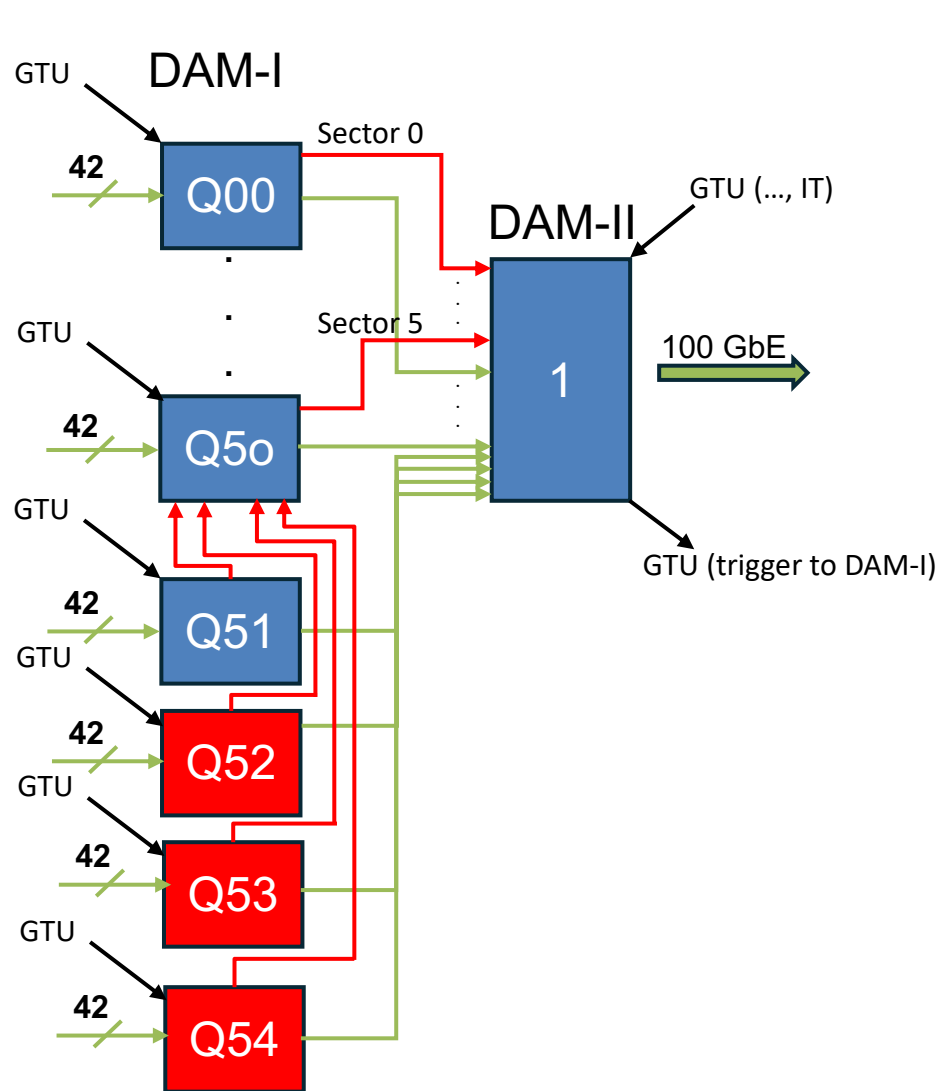 DAM-I
GTU
Sector 0
42
Q00
GTU (…, IT)
DAM-II
Sector 5
GTU
100 GbE
1
42
Q5o
GTU
GTU (trigger to DAM-I)
42
Q51
GTU
42
Q52
GTU
42
Q53
GTU
42
Q54